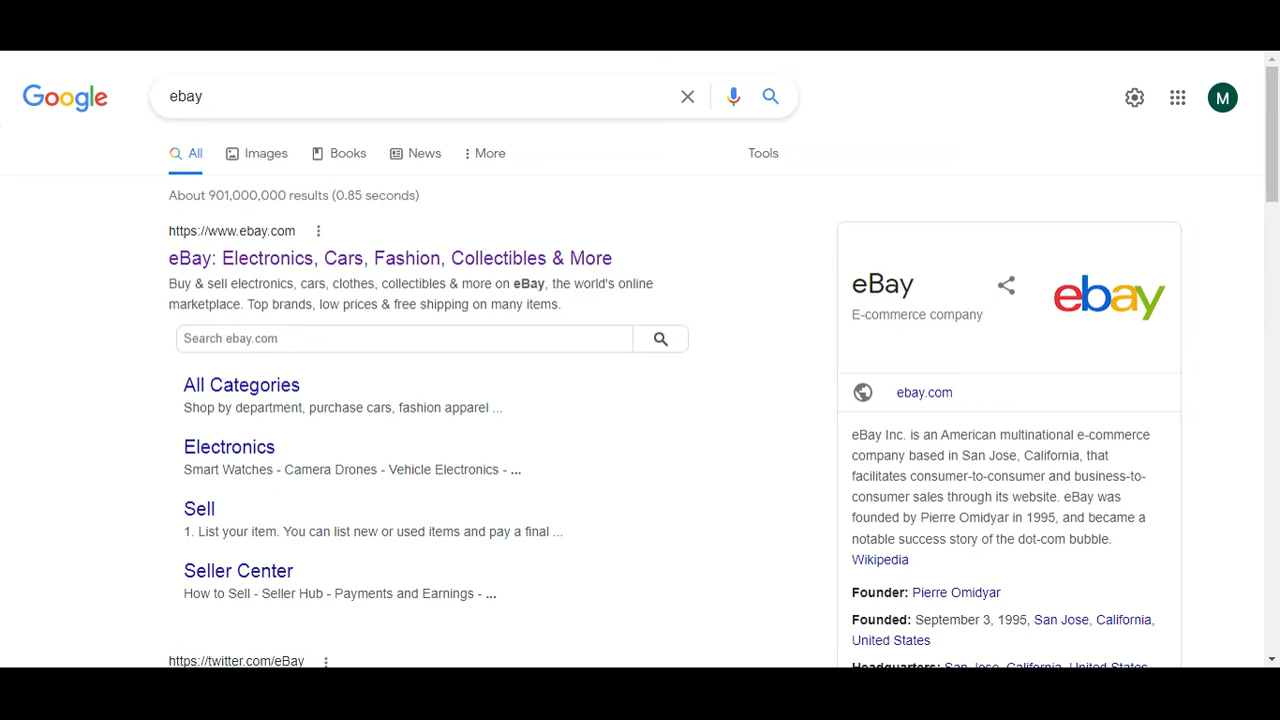 Google
ebay
All Images Books News More Tools
About 901,000,000 results (0.85 seconds)
https://www.ebay.com
eBay: Electronics, Cars, Fashion, Collectibles & More
Buy & sell electronics, cars, clothes, collectibles & more on eBay, the world's online
marketplace. Top brands, low prices & free shipping on many items.
Search ebay.com
All Categories
Shop by department, purchase cars, fashion apparel ...
Electronics
Smart Watches - Camera Drones - Vehicle Electronics - ...
Sell
1. List your item. You can list new or used items and pay a final ...
Seller Center
How to Sell - Seller Hub - Payments and Earnings - ...
https://twitter.com/eBay
M
eBay
E-commerce company
ebay
ebay.com
eBay Inc. is an American multinational e-commerce
company based in San Jose, California, that
facilitates consumer-to-consumer and business-to-
consumer sales through its website. eBay was
founded by Pierre Omidyar in 1995, and became a
notable success story of the dot-com bubble.
Wikipedia
Founder: Pierre Omidyar
Founded: September 3, 1995, San Jose, California,
United States
Headquarters: San Jose, California, United States